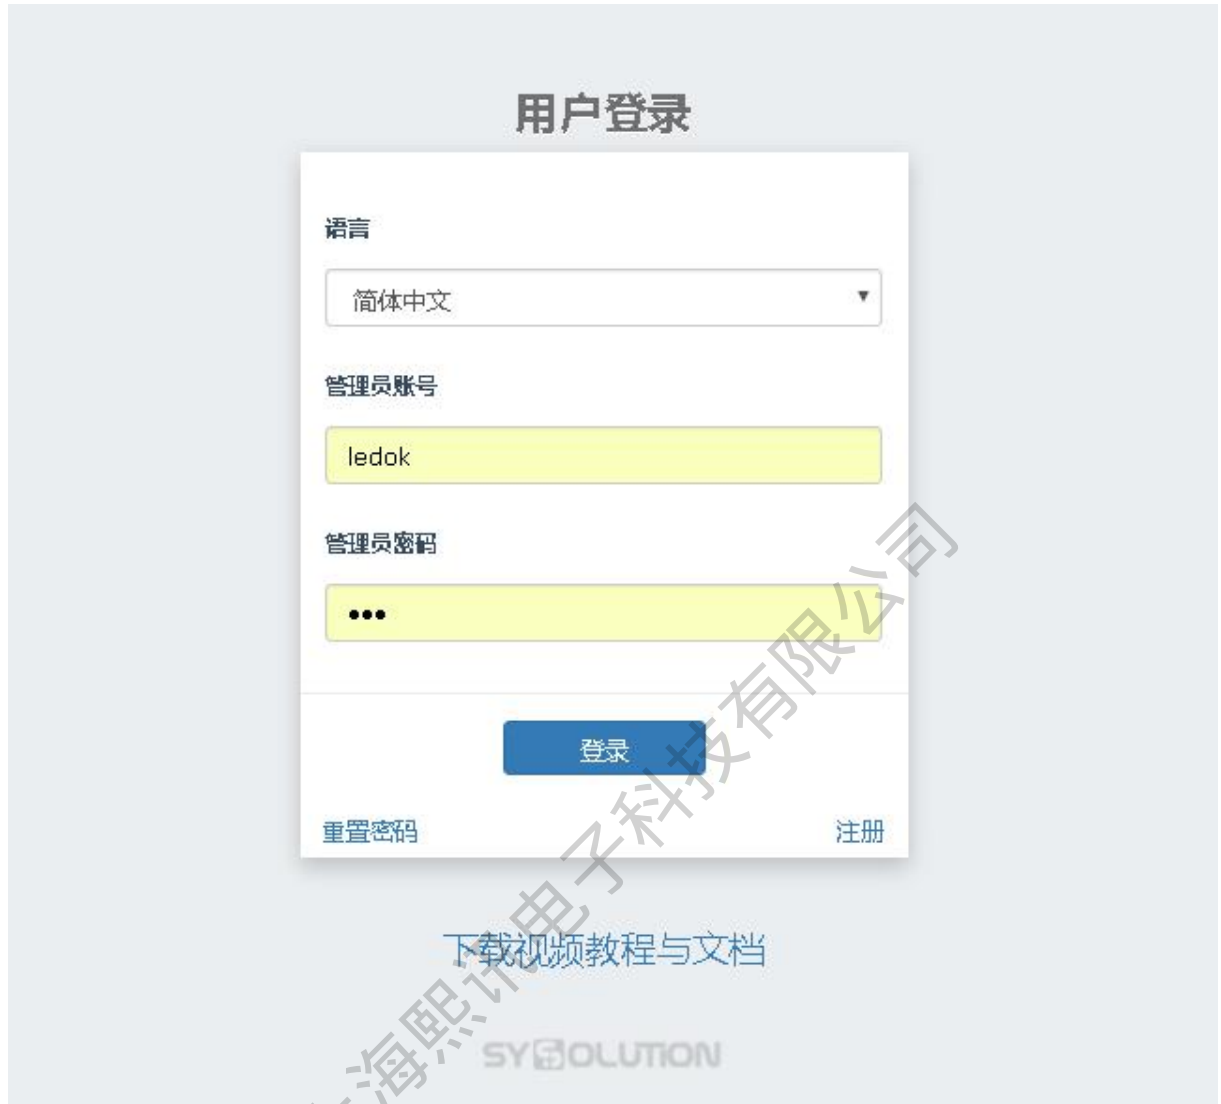 用户登录
语言
简体中文
管理员账号
ledok
管理员密码
•••
登录
重置密码 注册
下载视频教程与文档
SYSOLUTION
海熙讯电子科技有限公司